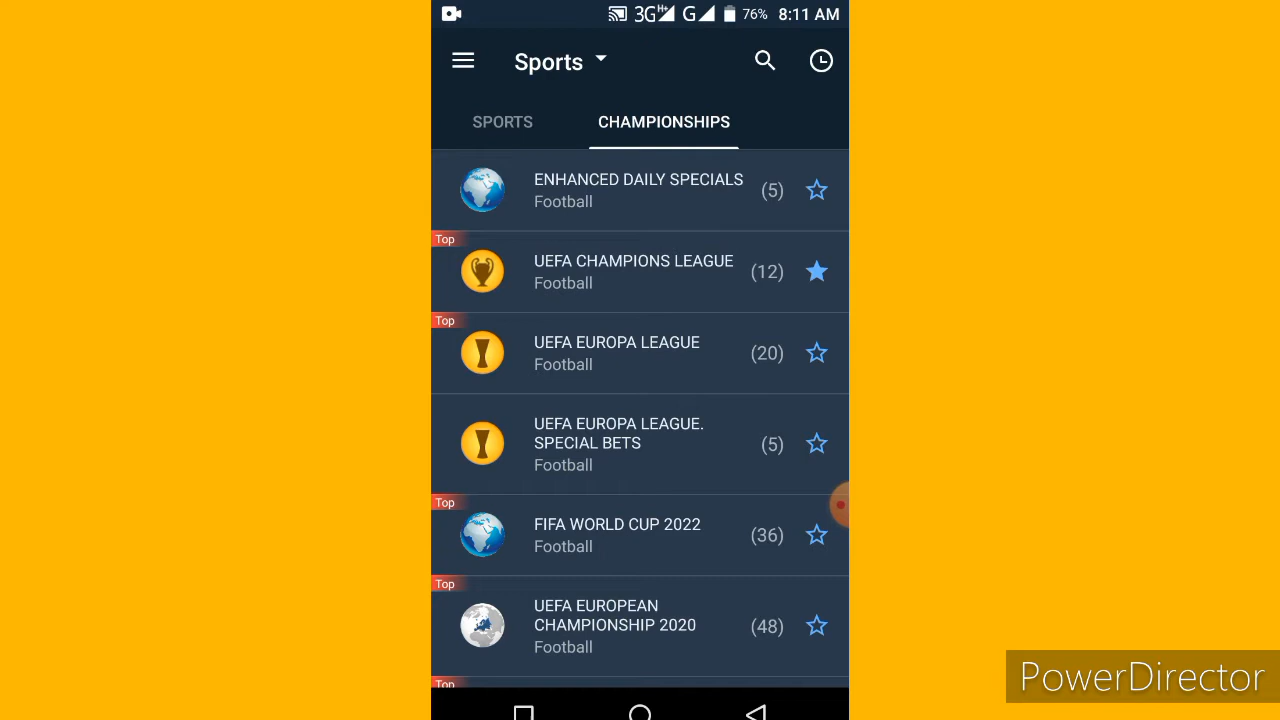 3G H+ G 76% 8:11 AM
Sports
SPORTS CHAMPIONSHIPS
ENHANCED DAILY SPECIALS (5)
Football
Top
UEFA CHAMPIONS LEAGUE (12)
Football
Top
UEFA EUROPA LEAGUE (20)
Football
UEFA EUROPA LEAGUE.
SPECIAL BETS (5)
Football
Top
FIFA WORLD CUP 2022 (36)
Football
Top
UEFA EUROPEAN
CHAMPIONSHIP 2020 (48)
Football
Top
PowerDirector